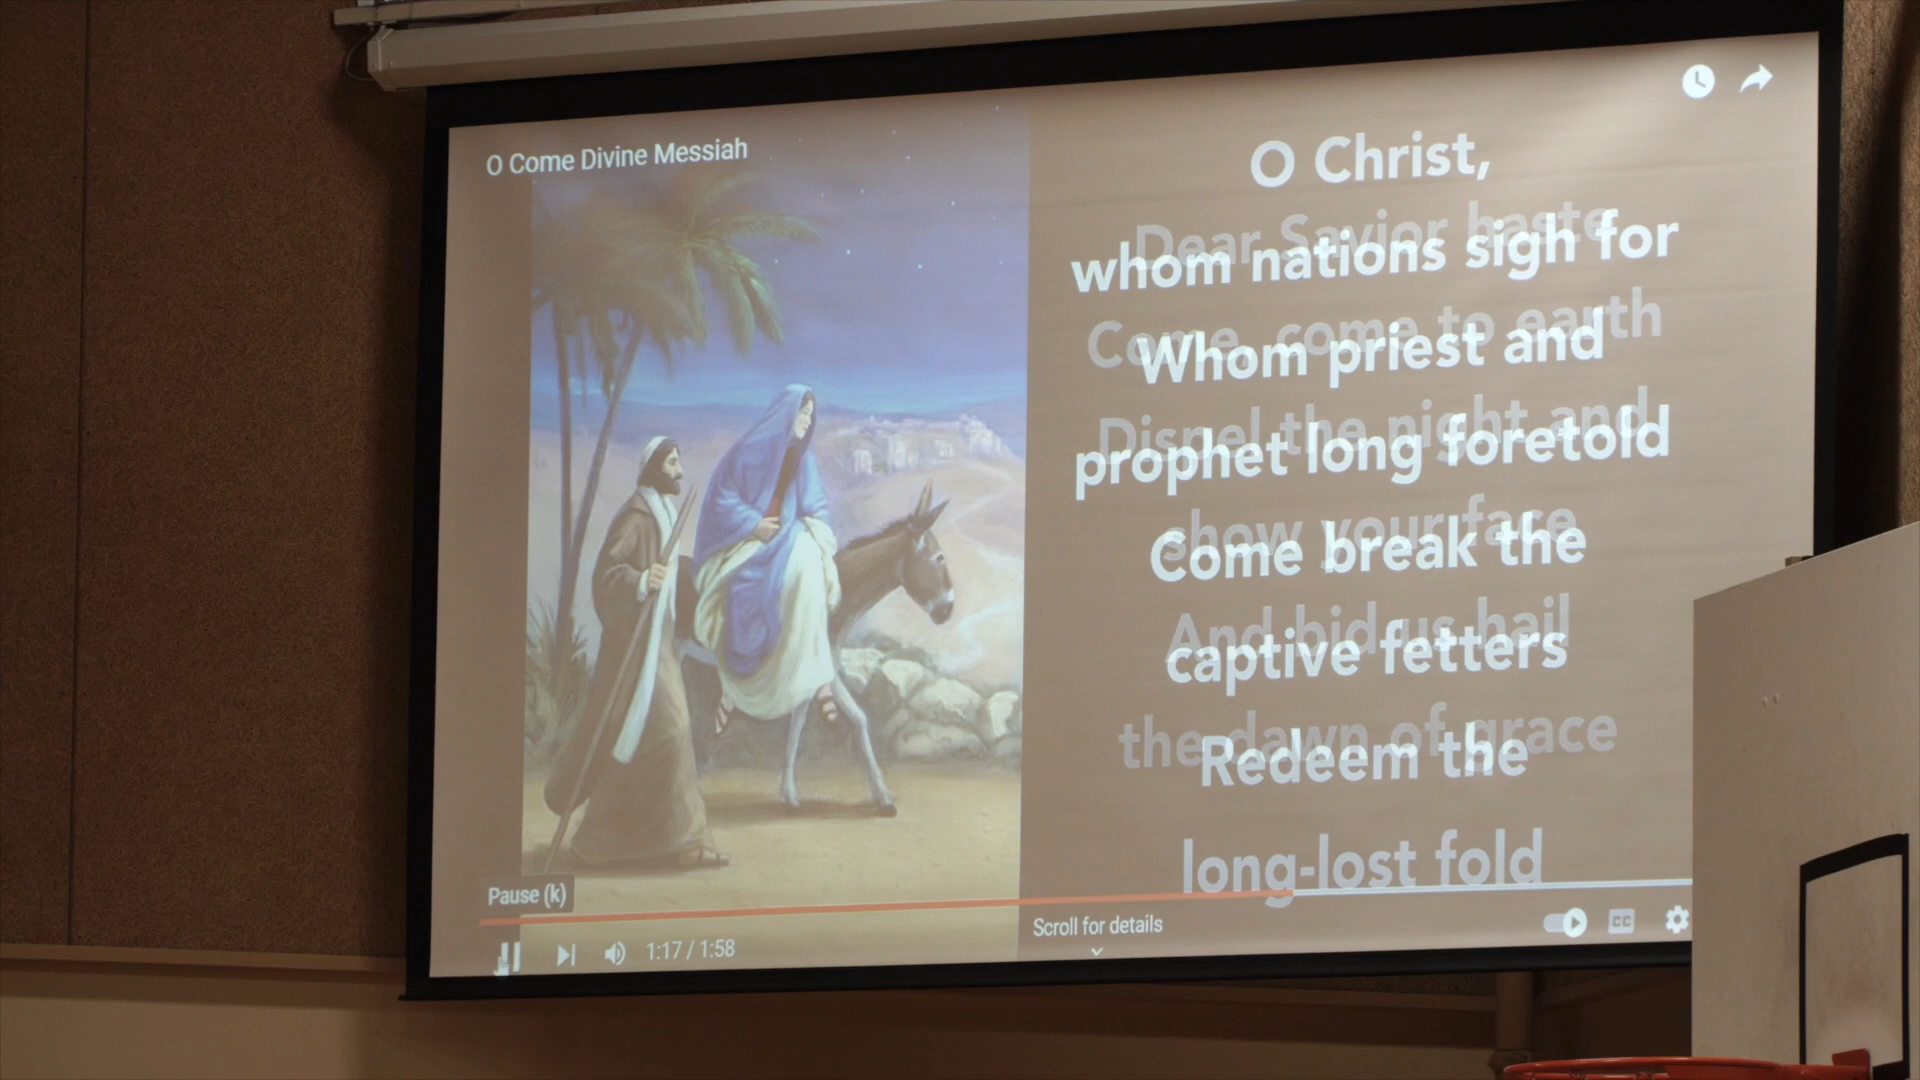 O Come Divine Messiah
O Christ,
Dear Savior haste
whom nations sigh for
Come, come to earth
Whom priest and
Dispel the night and
prophet long foretold
show your face
Come break the
And bid us hail
captive fetters
the dawn of grace
Redeem the
long-lost fold
Pause (k)
Scroll for details
CC
1:17 / 1:58